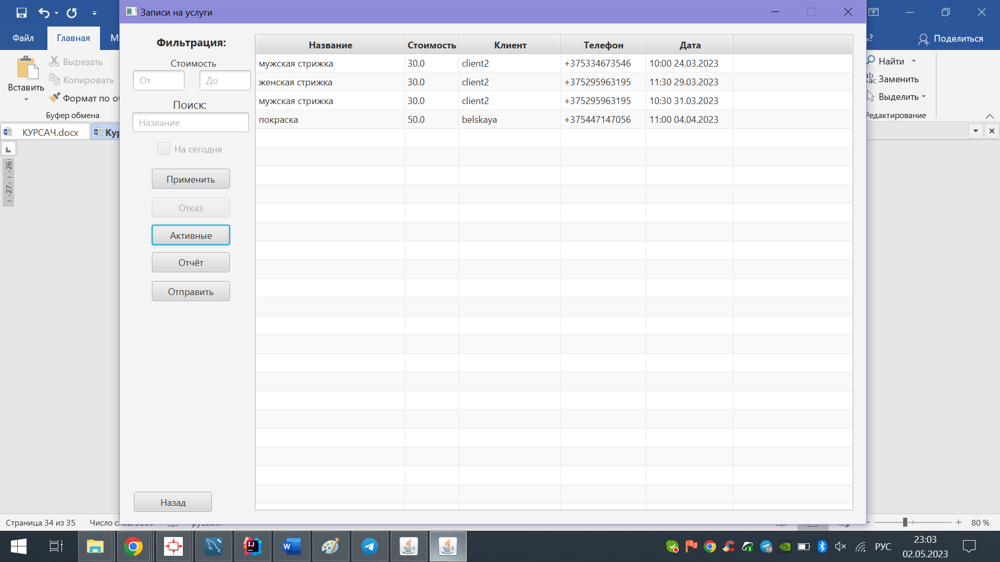 Записи на услуги
Файл
Главная
Поделиться
Вырезать
Копировать
Вставить
Формат по
Буфер обмена
Найти
Заменить
Выделить
Редактирование
КУРСАЧ.docx
Фильтрация:
Стоимость
От
До
Поиск:
Название
На сегодня
Применить
Отказ
Активные
Отчёт
Отправить
Назад
Название Стоимость Клиент Телефон Дата
мужская стрижка 30.0 client2 +375334673546 10:00 24.03.2023
женская стрижка 30.0 client2 +375295963195 11:30 29.03.2023
мужская стрижка 30.0 client2 +375295963195 10:30 31.03.2023
покраска 50.0 belskaya +375447147056 11:00 04.04.2023
26
27
Страница 34 из 35
Число
80 %
РУС
23:03
02.05.2023